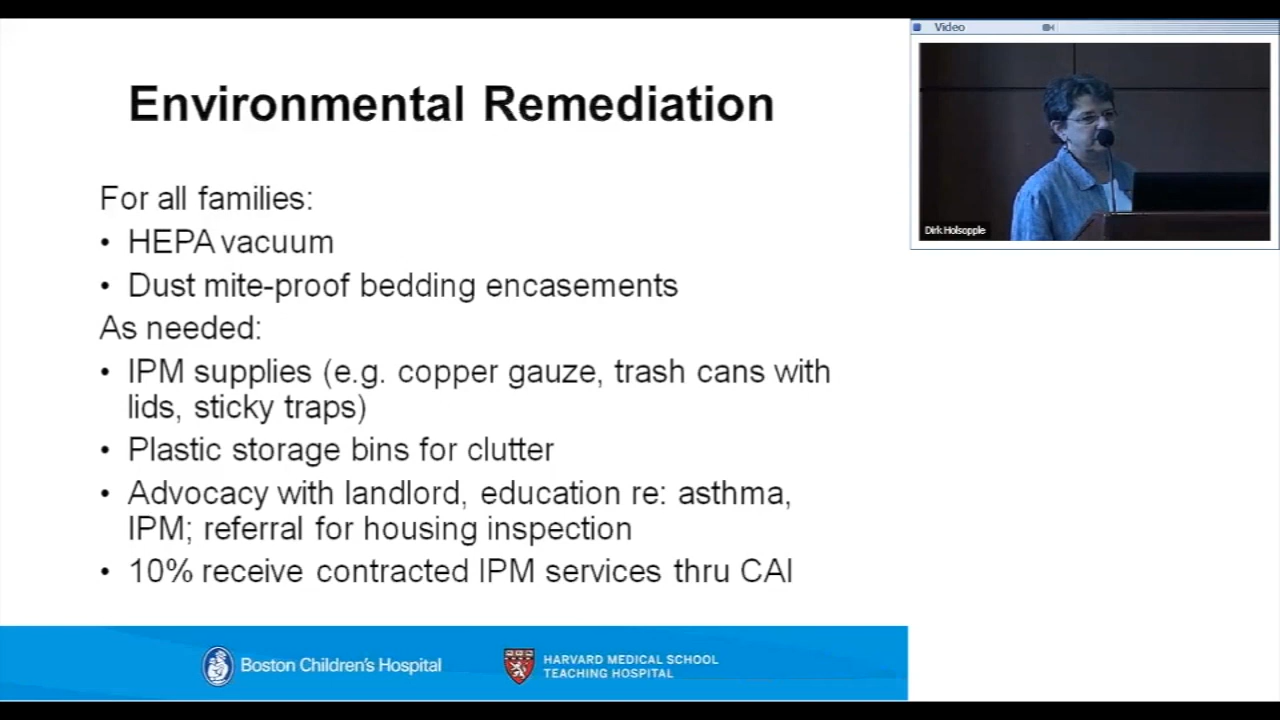 Environmental Remediation
For all families:
• HEPA vacuum
• Dust mite-proof bedding encasements
As needed:
• IPM supplies (e.g. copper gauze, trash cans with
lids, sticky traps)
• Plastic storage bins for clutter
• Advocacy with landlord, education re: asthma,
IPM; referral for housing inspection
• 10% receive contracted IPM services thru CAI
Boston Children's Hospital
HARVARD MEDICAL SCHOOL
TEACHING HOSPITAL
Video
Dirk Holsopple